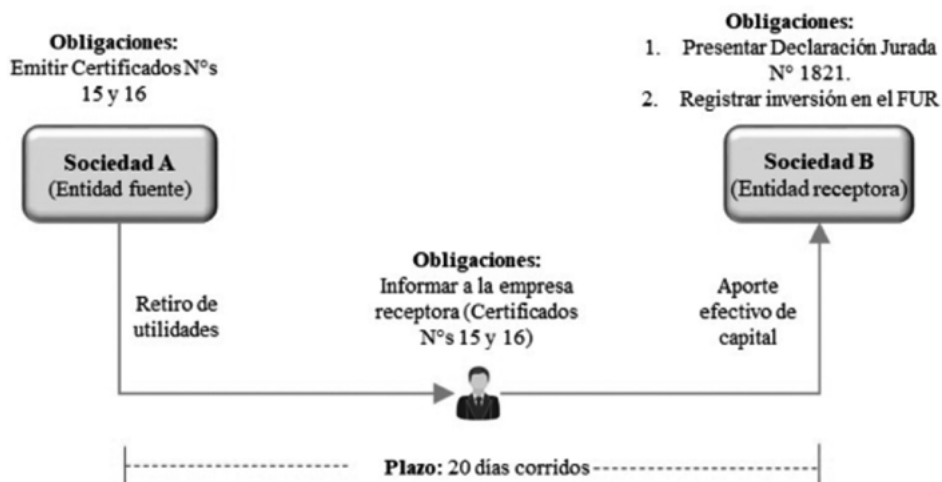 Obligaciones:
Emitir Certificados N°s
15 y 16
Sociedad A
(Entidad fuente)
Obligaciones:
1. Presentar Declaración Jurada
N° 1821.
2. Registrar inversión en el FUR
Sociedad B
(Entidad receptora)
Retiro de
utilidades
Obligaciones:
Informar a la empresa
receptora (Certificados
N°s 15 y 16)
Aporte
efectivo de
capital
Plazo: 20 días corridos